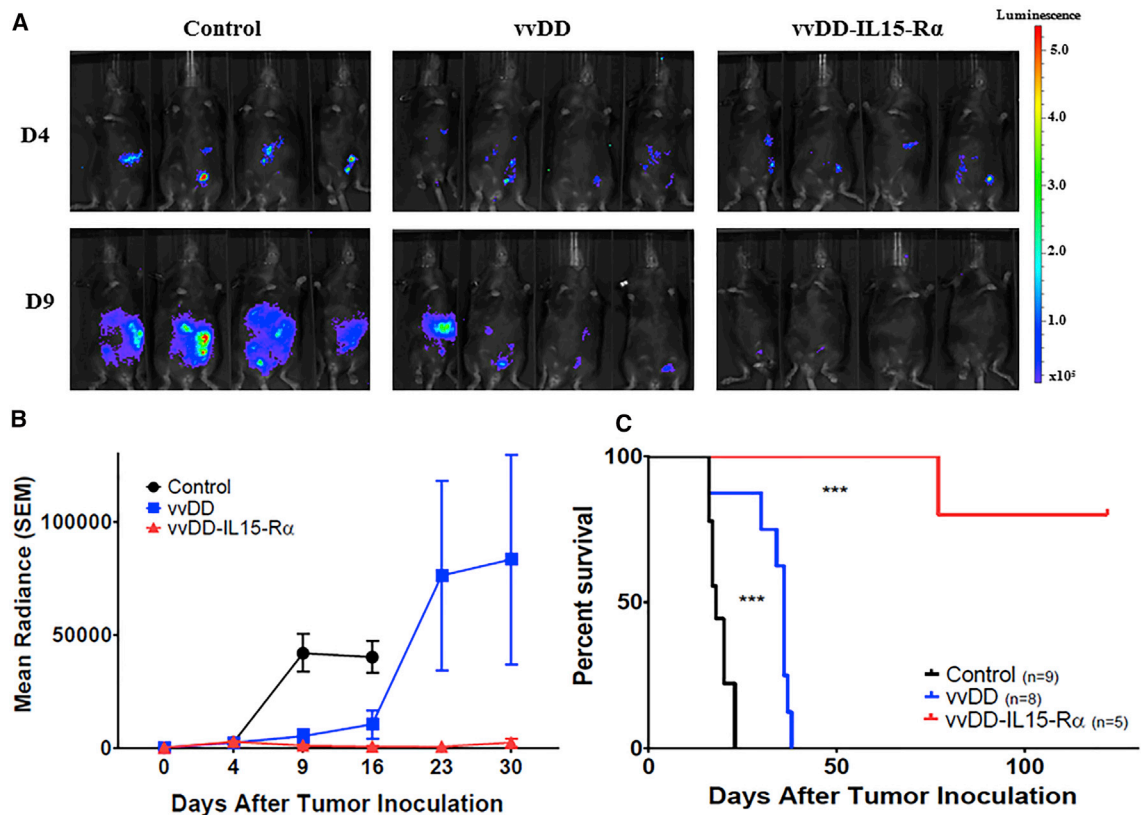 A
Control
vvDD
vvDD-IL15-Rα
Luminescence
5.0
4.0
3.0
2.0
1.0
x10⁵
D4
D9
B
Control
vvDD
vvDD-IL15-Rα
Mean Radiance (SEM)
100000
50000
0
0 4 9 16 23 30
Days After Tumor Inoculation
C
Percent survival
100
50
0
***
***
Control (n=9)
vvDD (n=8)
vvDD-IL15-Rα (n=5)
0 50 100
Days After Tumor Inoculation